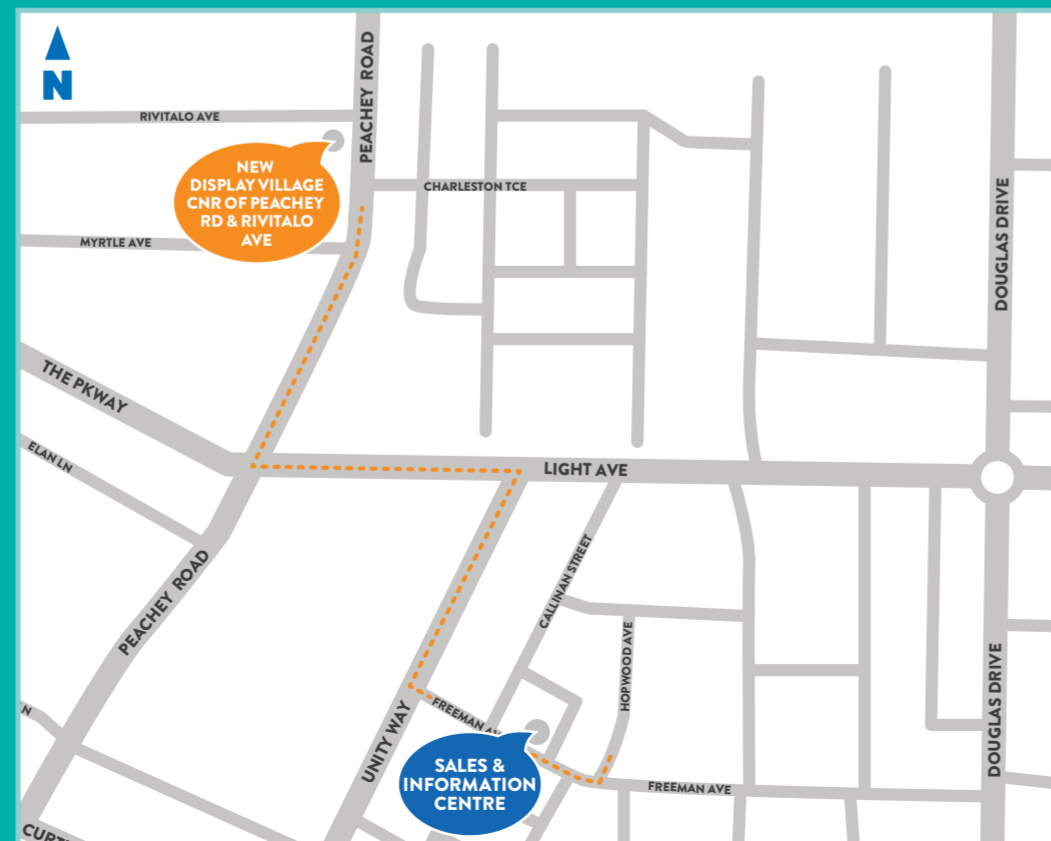 N
PEACHEY ROAD
RIVITALO AVE
NEW
DISPLAY VILLAGE
CNR OF PEACHEY
RD & RIVITALO
AVE
CHARLESTON TCE
DOUGLAS DRIVE
MYRTLE AVE
THE PKWAY
ELAN LN
LIGHT AVE
PEACHEY ROAD
CALLINAN STREET
HOPWOOD AVE
DOUGLAS DRIVE
N
FREEMAN AV
UNITY WAY
SALES &
INFORMATION
CENTRE
FREEMAN AVE